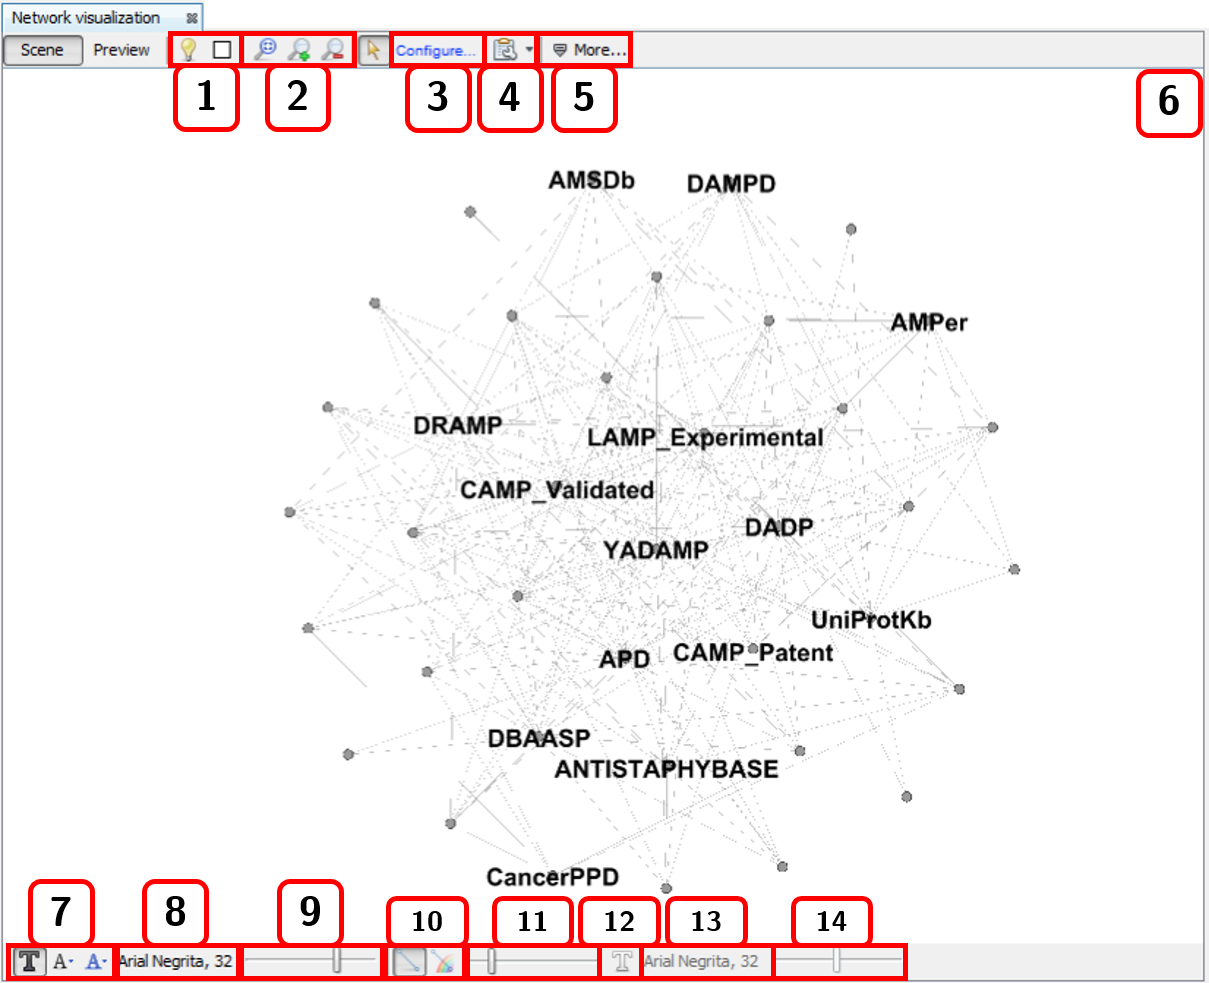 Network visualization
Scene Preview Configure... More...
1 2 3 4 5 6
AMSDb DAMPD
AMPer
DRAMP
LAMP_Experimental
CAMP_Validated
DADP
YADAMP
UniProtKb
CAMP_Patent
APD
DBAASP
ANTISTAPHYBASE
CancerPPD
7 8 9 10 11 12 13 14
T A A Arial Negrita, 32 T Arial Negrita, 32